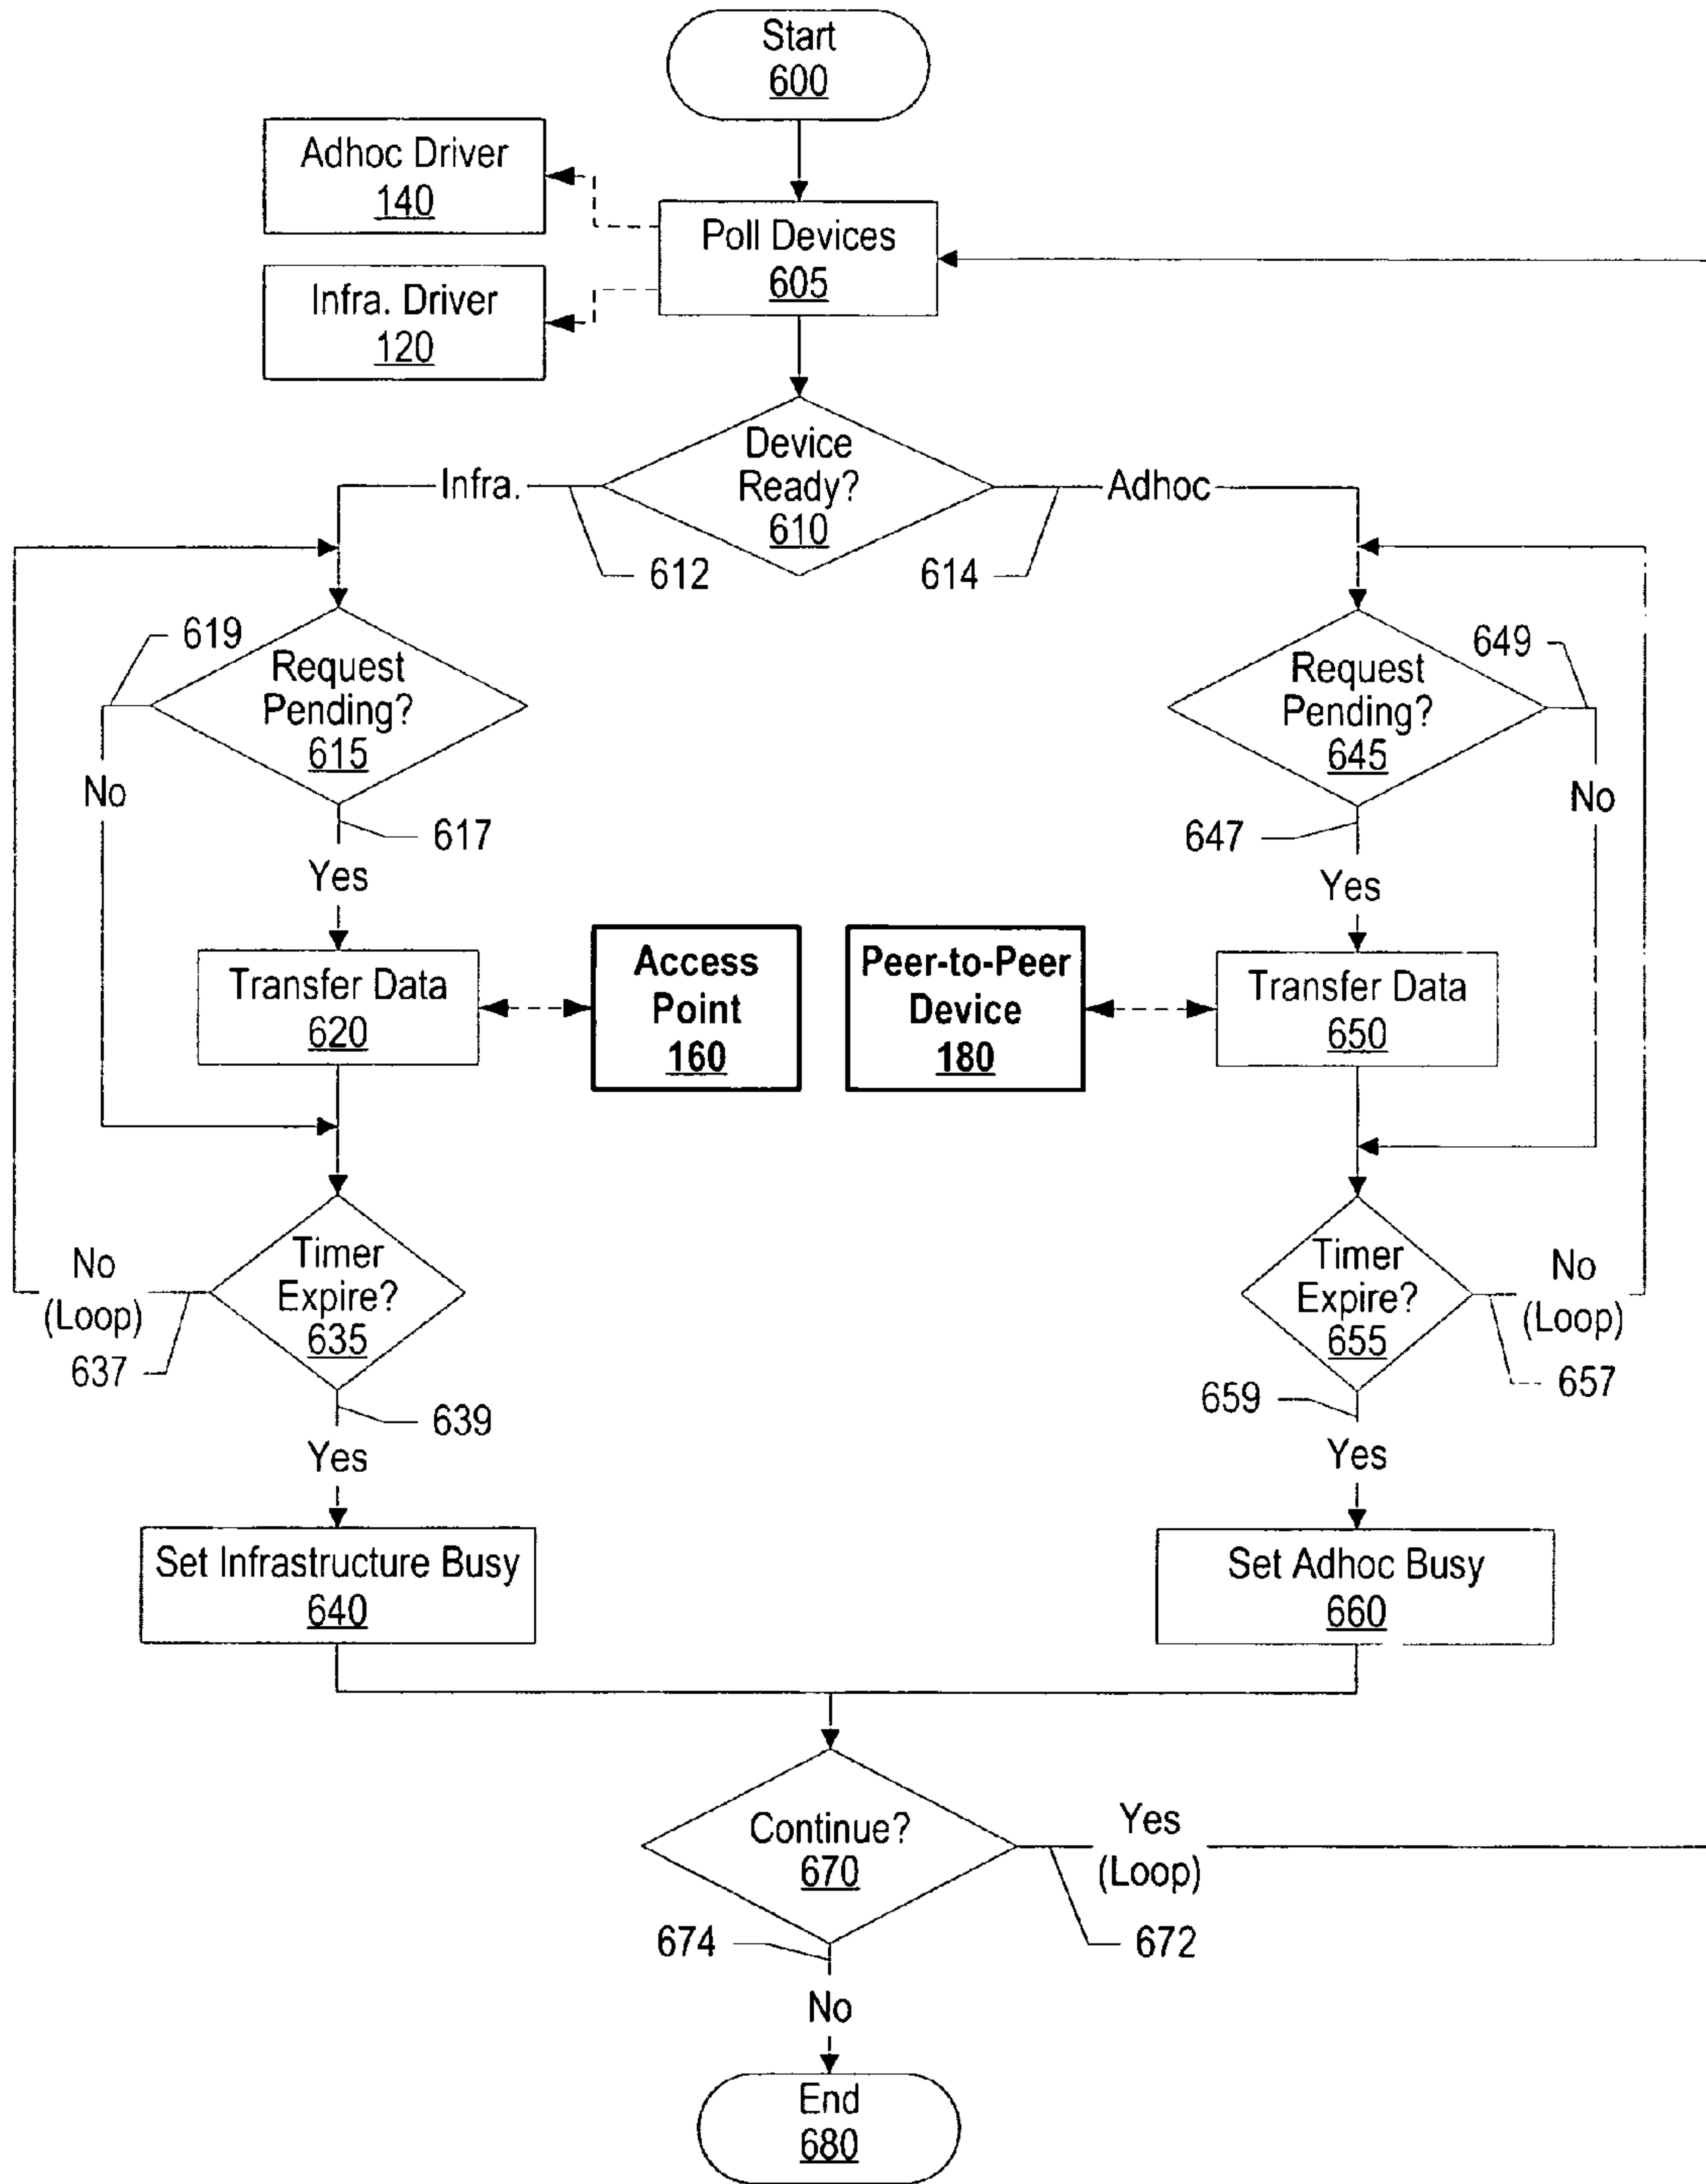 Start
600
Adhoc Driver
140
Poll Devices
605
Infra. Driver
120
Device
Ready?
610
Infra.
Adhoc
612
614
619
Request
Pending?
615
No
617
Yes
649
Request
Pending?
645
No
647
Yes
Transfer Data
620
Access
Point
160
Peer-to-Peer
Device
180
Transfer Data
650
Timer
Expire?
635
No
(Loop)
637
639
Yes
Timer
Expire?
655
No
(Loop)
657
659
Yes
Set Infrastructure Busy
640
Set Adhoc Busy
660
Continue?
670
Yes
(Loop)
674
672
No
End
680